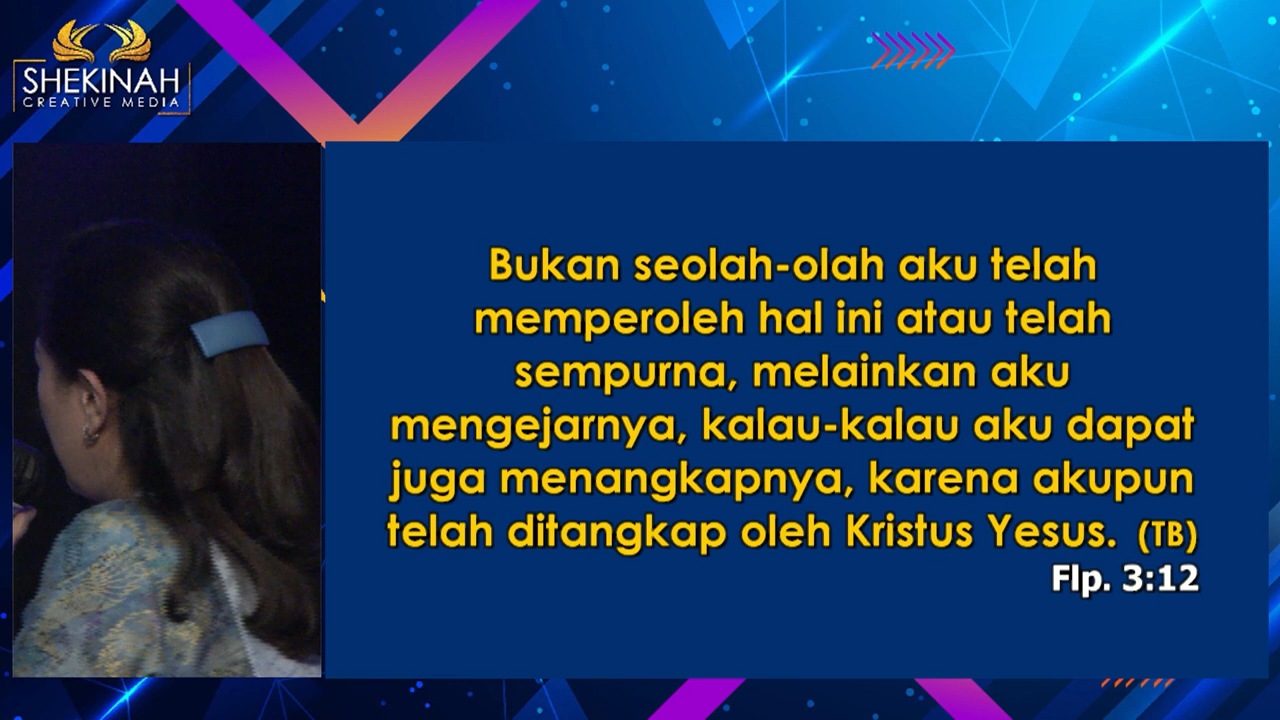 SHEKINAH
CREATIVE MEDIA
Bukan seolah-olah aku telah
memperoleh hal ini atau telah
sempurna, melainkan aku
mengejarnya, kalau-kalau aku dapat
juga menangkapnya, karena akupun
telah ditangkap oleh Kristus Yesus. (TB)
Flp. 3:12